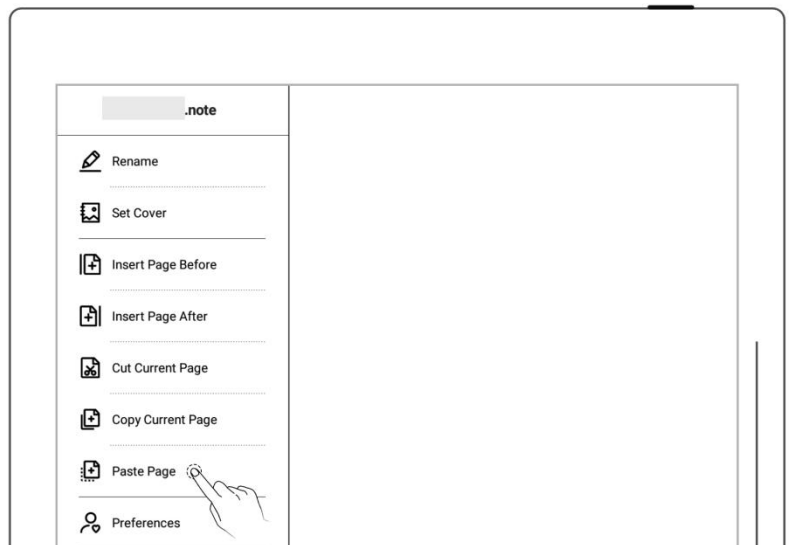 .note
Rename
Set Cover
Insert Page Before
Insert Page After
Cut Current Page
Copy Current Page
Paste Page
Preferences